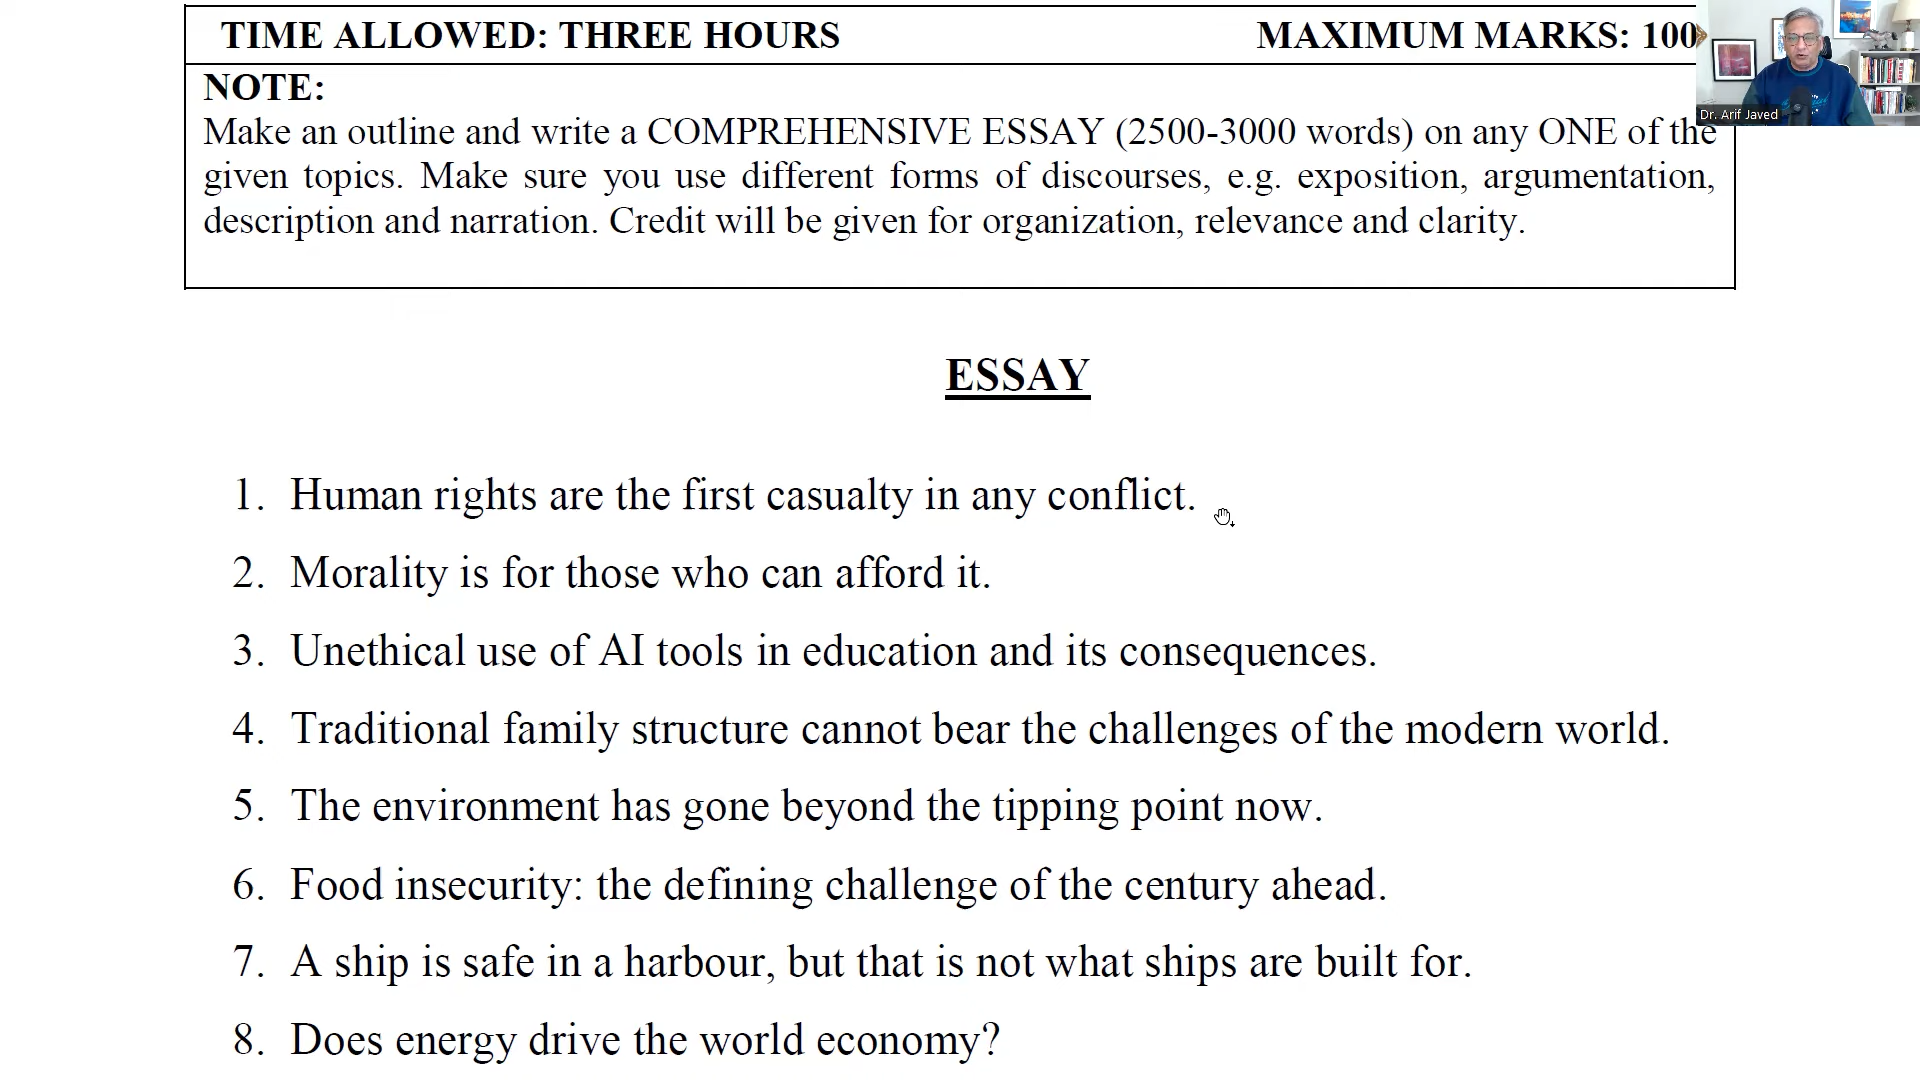 TIME ALLOWED: THREE HOURS MAXIMUM MARKS: 100
NOTE:
Make an outline and write a COMPREHENSIVE ESSAY (2500-3000 words) on any ONE of the
given topics. Make sure you use different forms of discourses, e.g. exposition, argumentation,
description and narration. Credit will be given for organization, relevance and clarity.
Dr. Arif Javed
ESSAY
1. Human rights are the first casualty in any conflict.
2. Morality is for those who can afford it.
3. Unethical use of AI tools in education and its consequences.
4. Traditional family structure cannot bear the challenges of the modern world.
5. The environment has gone beyond the tipping point now.
6. Food insecurity: the defining challenge of the century ahead.
7. A ship is safe in a harbour, but that is not what ships are built for.
8. Does energy drive the world economy?